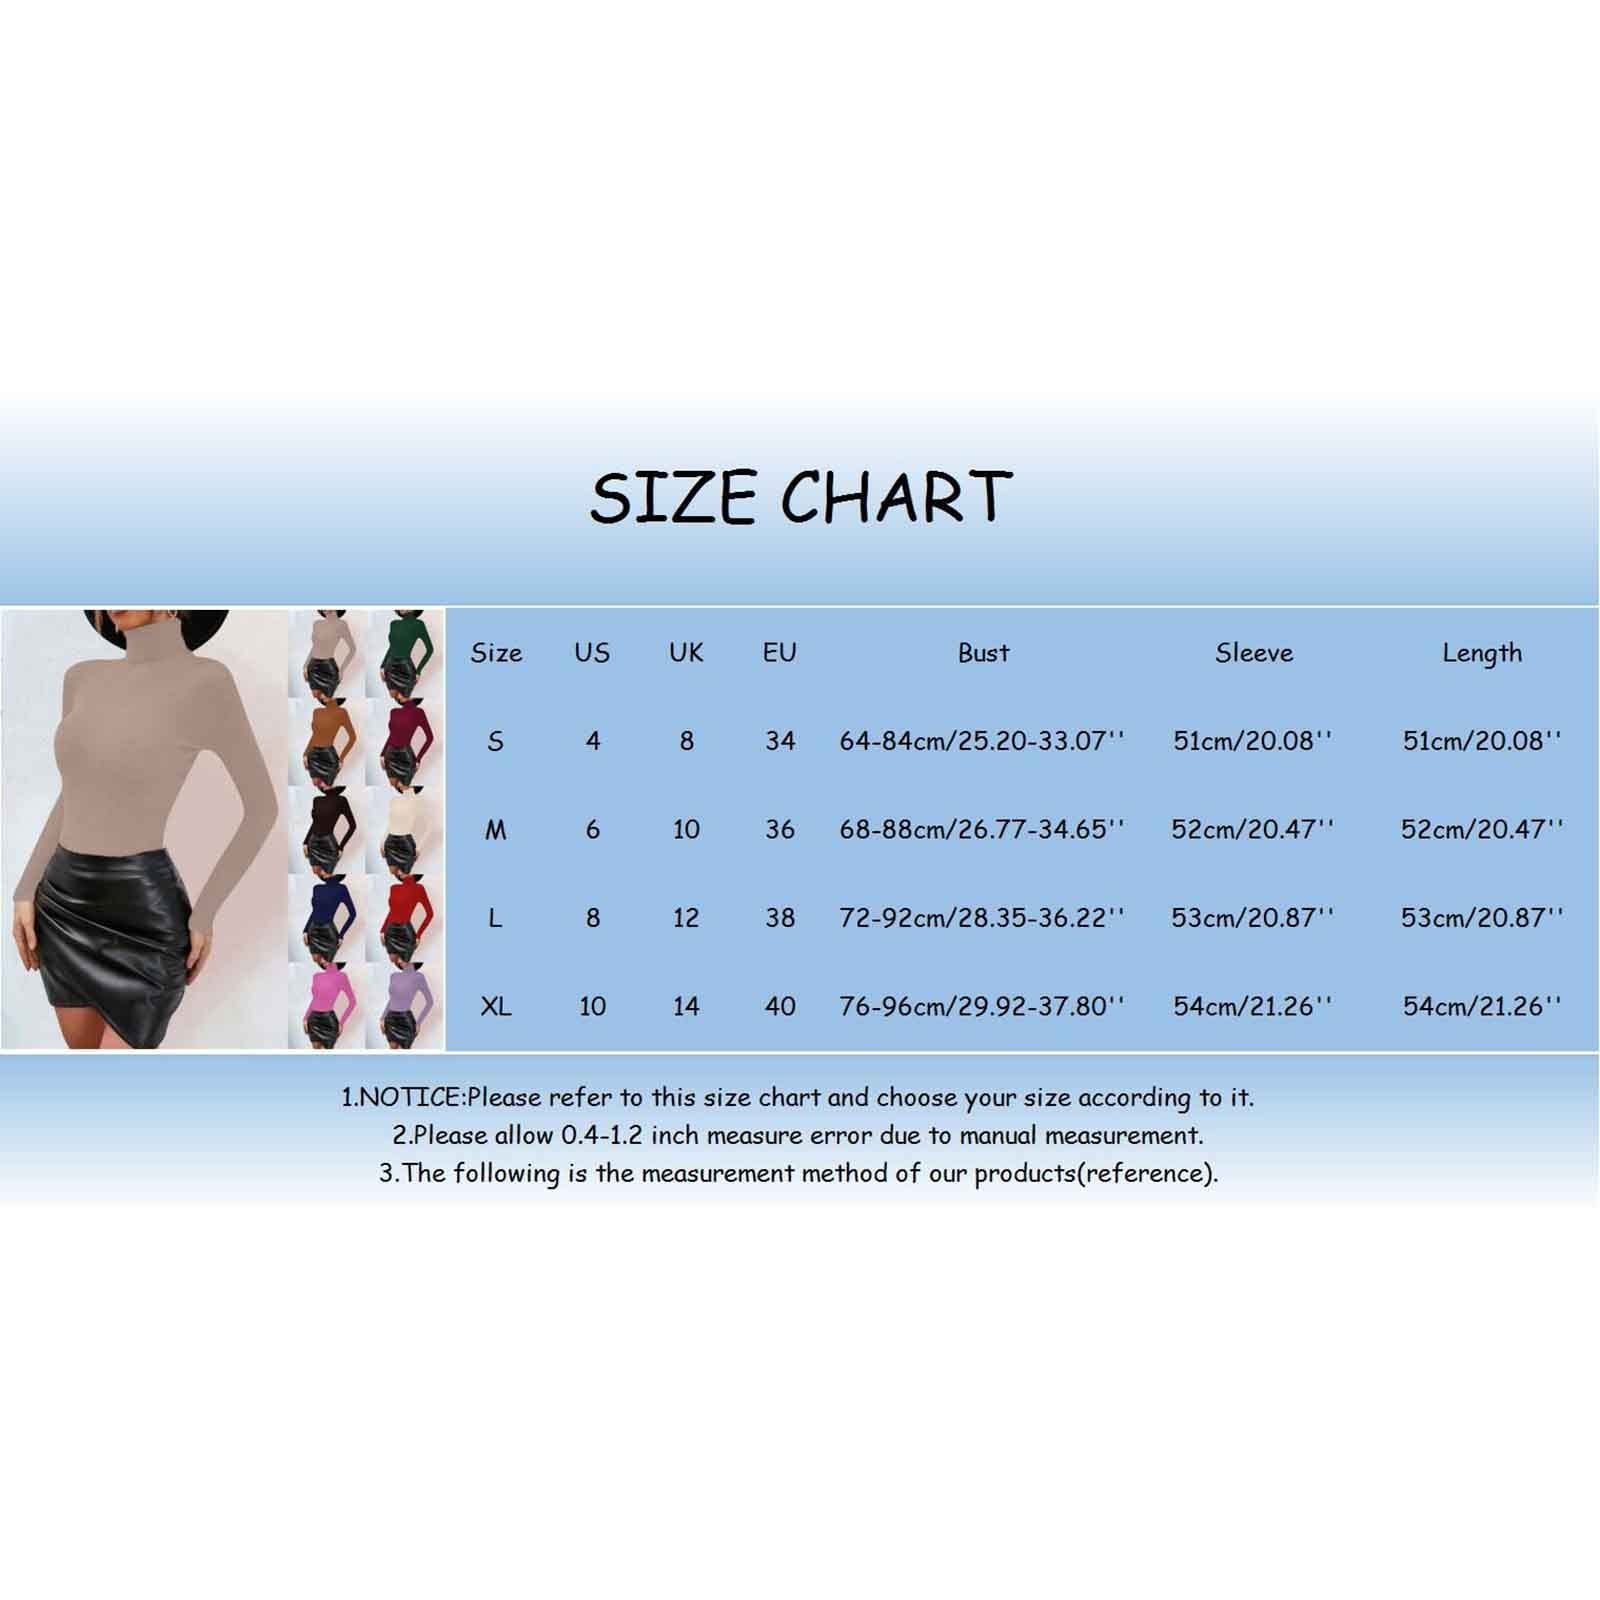 SIZE CHART
Size US UK EU Bust Sleeve Length
S 4 8 34 64-84cm/25.20-33.07'' 51cm/20.08'' 51cm/20.08''
M 6 10 36 68-88cm/26.77-34.65'' 52cm/20.47'' 52cm/20.47''
L 8 12 38 72-92cm/28.35-36.22'' 53cm/20.87'' 53cm/20.87''
XL 10 14 40 76-96cm/29.92-37.80'' 54cm/21.26'' 54cm/21.26''
1.NOTICE:Please refer to this size chart and choose your size according to it.
2.Please allow 0.4-1.2 inch measure error due to manual measurement.
3.The following is the measurement method of our products(reference).